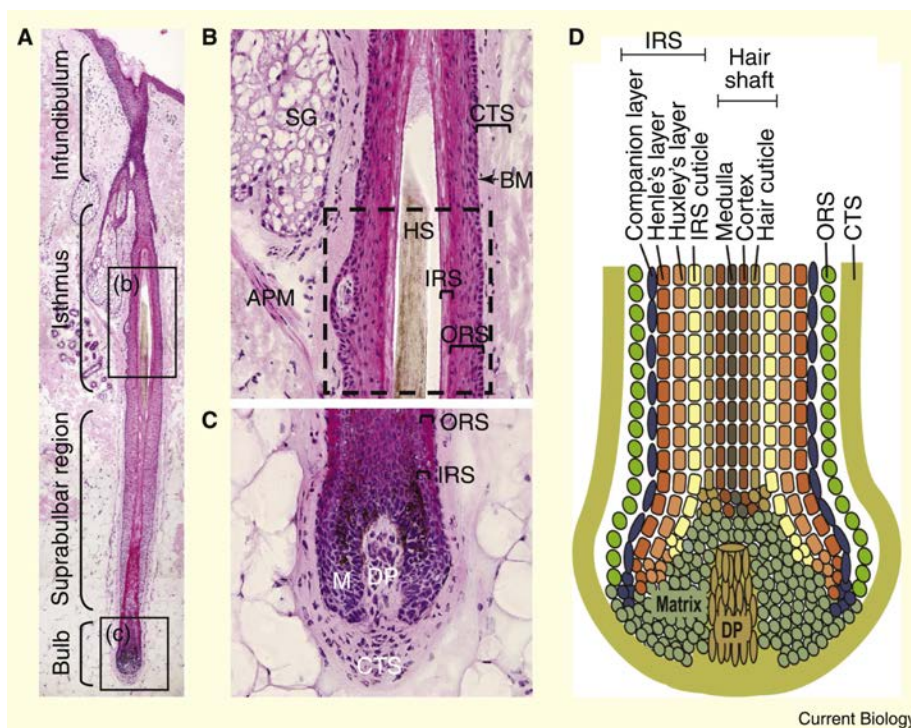 A
Infundibulum
Isthmus
Suprabulbar region
Bulb
(b)
(c)
B
SG
CTS
BM
HS
APM
IRS
ORS
C
ORS
IRS
M
DP
CTS
D
IRS
Hair
shaft
Companion layer
Henle's layer
Huxley's layer
IRS cuticle
Medulla
Cortex
Hair cuticle
ORS
CTS
Matrix
DP
Current Biology